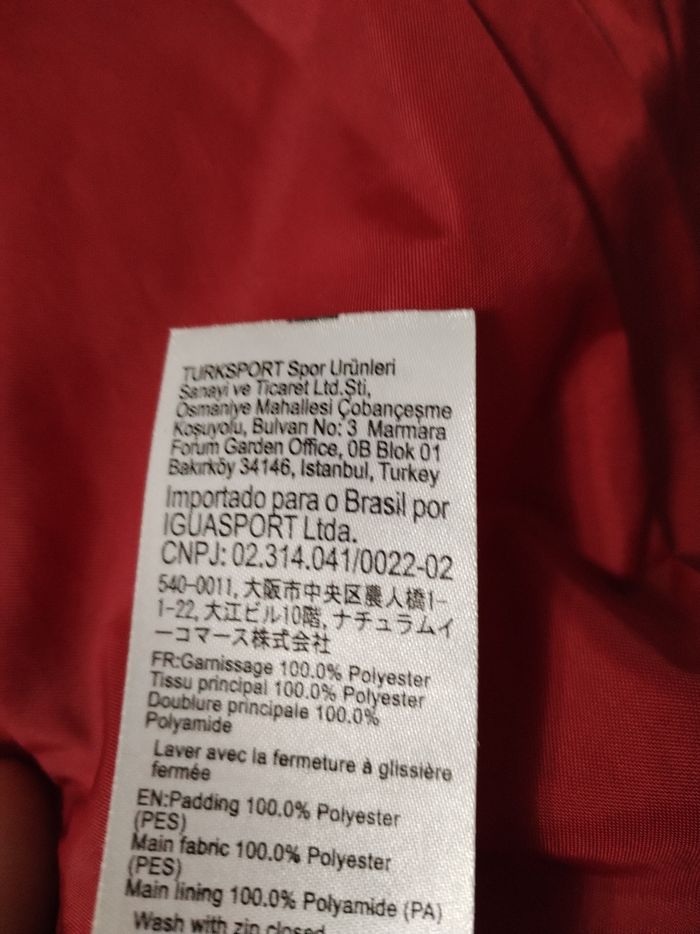 TURKSPORT Spor Urünleri
Sanayi ve Ticaret Ltd.Şti,
Osmaniye Mahallesi Çobançeşme
Koşuyolu, Bulvarı No: 3 Marmara
Forum Garden Office, 0B Blok 01
Bakırköy 34146, Istanbul, Turkey
Importado para o Brasil por
IGUASPORT Ltda.
CNPJ: 02.314.041/0022-02
540-0011, 大阪市中央区農人橋1-
1-22, 大江ビル10階, ナチュラムイ
ーコマース株式会社
FR:Garnissage 100.0% Polyester
Tissu principal 100.0% Polyester
Doublure principale 100.0%
Polyamide
Laver avec la fermeture à glissière
fermée
EN:Padding 100.0% Polyester
(PES)
Main fabric 100.0% Polyester
(PES)
Main lining 100.0% Polyamide (PA)
Wash with zip closed